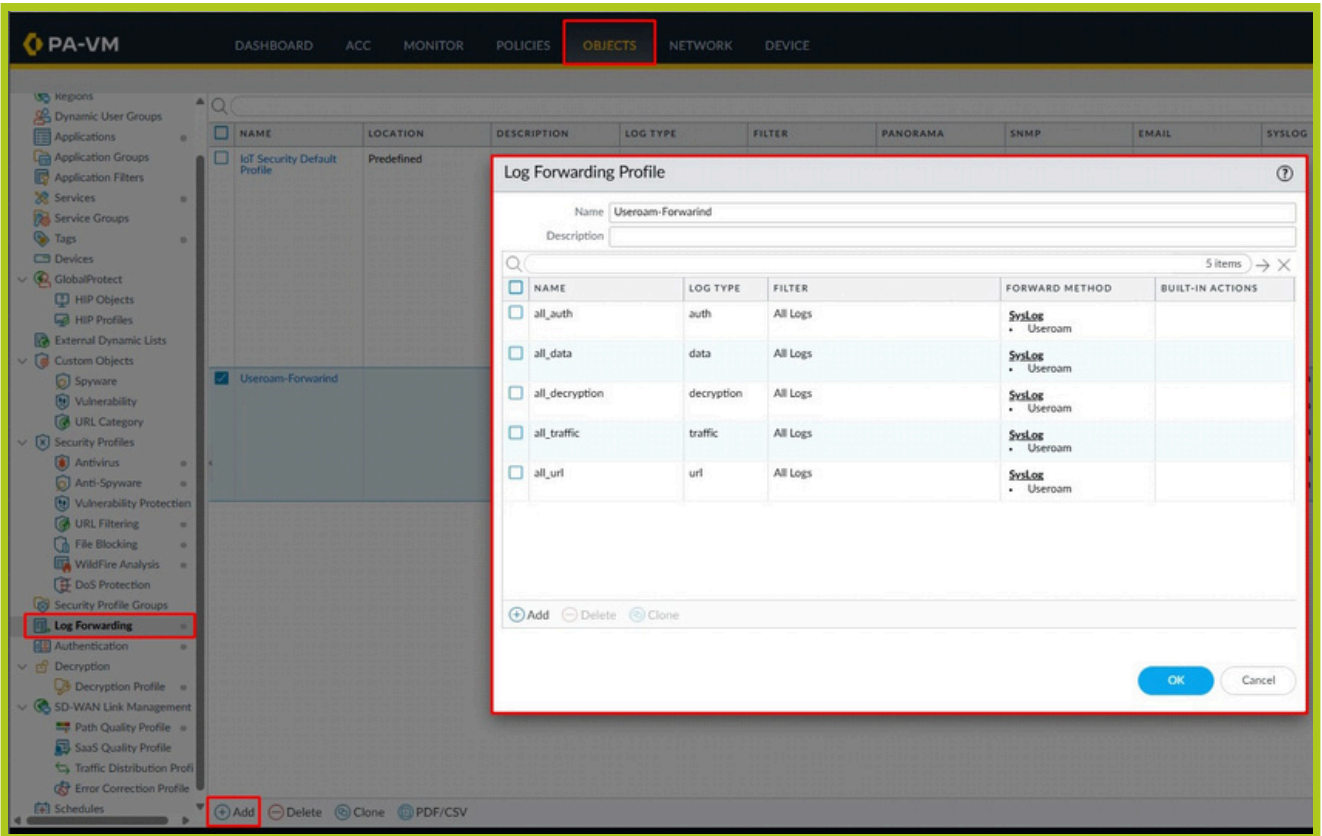 PA-VM
DASHBOARD ACC MONITOR POLICIES OBJECTS NETWORK DEVICE
Regions
Dynamic User Groups
Applications
Application Groups
Application Filters
Services
Service Groups
Tags
Devices
GlobalProtect
HIP Objects
HIP Profiles
External Dynamic Lists
Custom Objects
Spyware
Vulnerability
URL Category
Security Profiles
Antivirus
Anti-Spyware
Vulnerability Protection
URL Filtering
File Blocking
WildFire Analysis
DoS Protection
Security Profile Groups
Log Forwarding
Authentication
Decryption
Decryption Profile
SD-WAN Link Management
Path Quality Profile
SaaS Quality Profile
Traffic Distribution Profi
Error Correction Profile
Schedules
NAME LOCATION DESCRIPTION LOG TYPE FILTER PANORAMA SNMP EMAIL SYSLOG
IoT Security Default Predefined
Profile
Useroam-Forwarind
Log Forwarding Profile
Name Useroam-Forwarind
Description
5 items
NAME LOG TYPE FILTER FORWARD METHOD BUILT-IN ACTIONS
all_auth auth All Logs SysLog
• Useroam
all_data data All Logs SysLog
• Useroam
all_decryption decryption All Logs SysLog
• Useroam
all_traffic traffic All Logs SysLog
• Useroam
all_url url All Logs SysLog
• Useroam
Add Delete Clone
OK Cancel
Add Delete Clone PDF/CSV